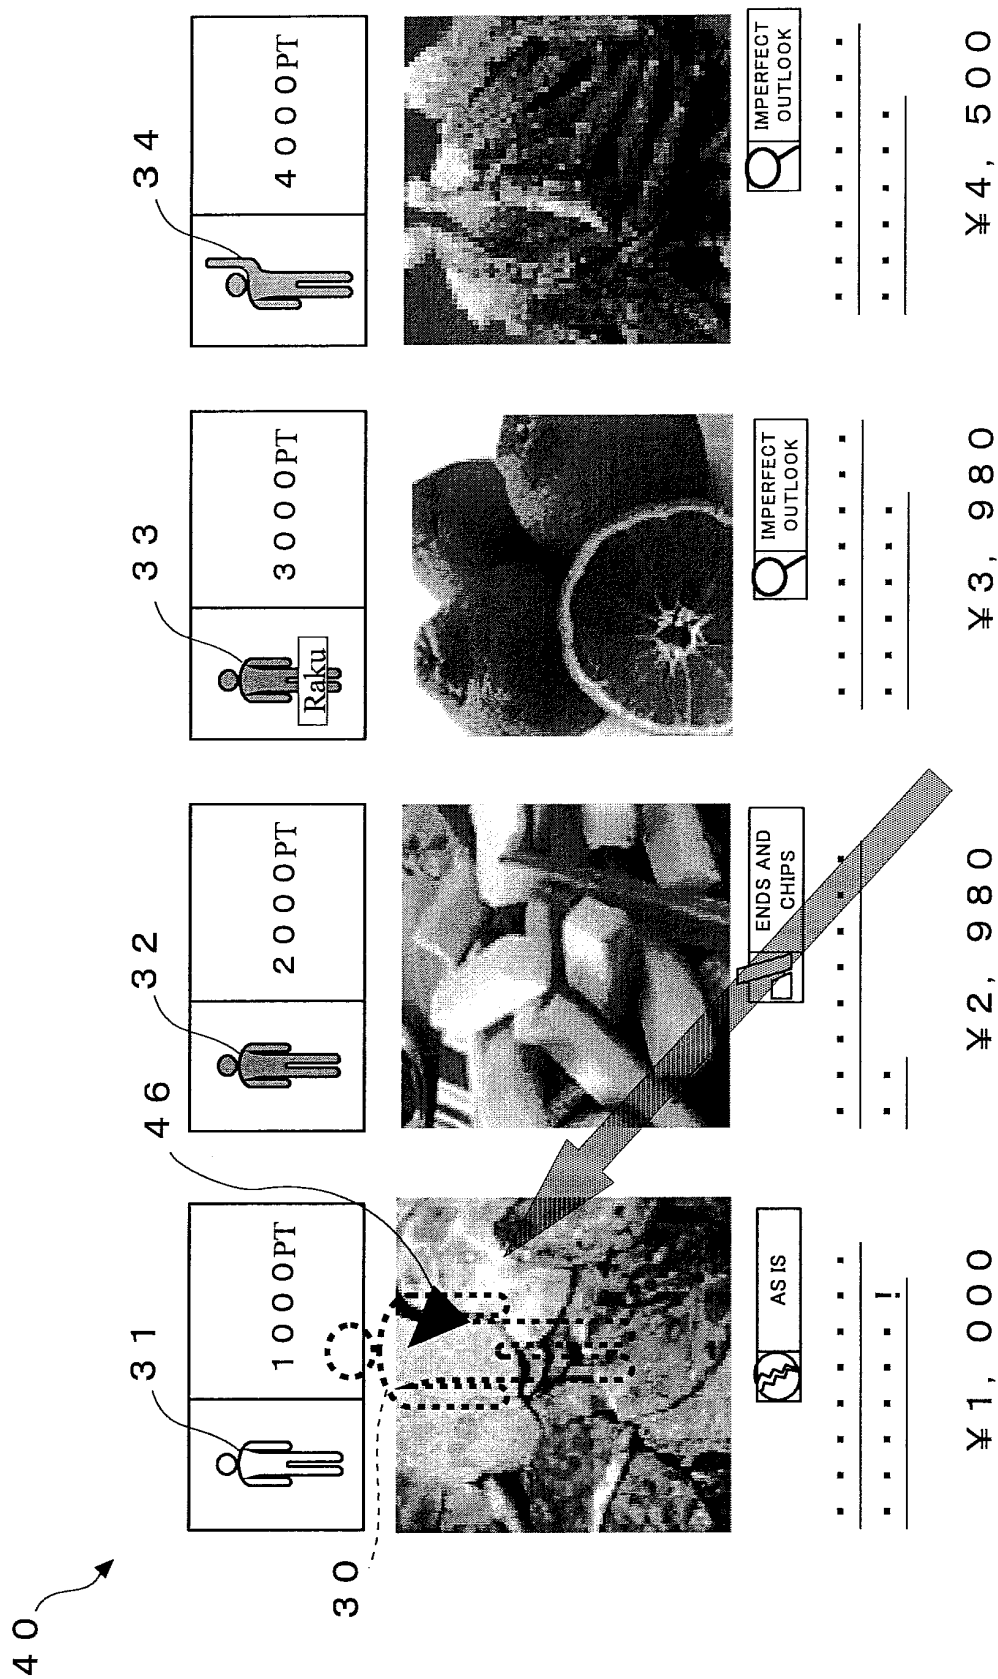 40
30
31
46
32
33
34
1000PT
2000PT
Raku
3000PT
4000PT
AS IS
ENDS AND
CHIPS
IMPERFECT
OUTLOOK
IMPERFECT
OUTLOOK
. . . . . . . .
. . . . . . !
. . . . . . . .
. .
. . . . . . . .
. . . . . .
. . . . . . . .
. . . . . .
¥1, 000
¥2, 980
¥3, 980
¥4, 500